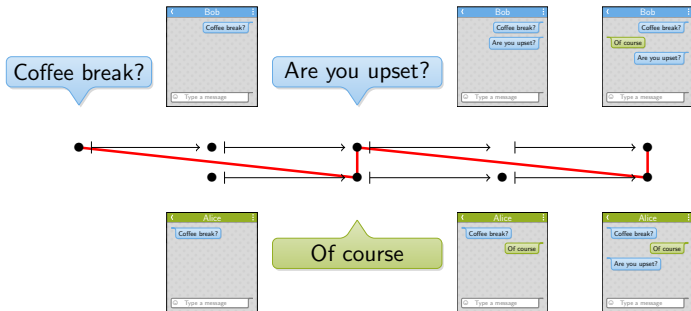 Bob
Coffee break?
Type a message
Bob
Coffee break?
Are you upset?
Type a message
Bob
Coffee break?
Of course
Are you upset?
Type a message
Coffee break?
Are you upset?
Alice
Coffee break?
Type a message
Of course
Alice
Coffee break?
Of course
Type a message
Alice
Coffee break?
Of course
Are you upset?
Type a message